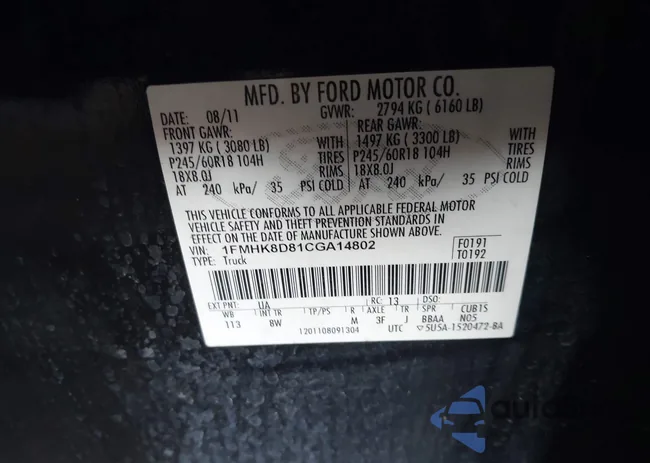 MFD. BY FORD MOTOR CO.
DATE: 08/11 GVWR: 2794 KG (6160 LB)
FRONT GAWR: REAR GAWR:
1397 KG (3080 LB) WITH 1497 KG (3300 LB) WITH
P245/60R18 104H TIRES P245/60R18 104H TIRES
18X8.0J RIMS 18X8.0J RIMS
AT 240 kPa/ 35 PSI COLD AT 240 kPa/ 35 PSI COLD
THIS VEHICLE CONFORMS TO ALL APPLICABLE FEDERAL MOTOR
VEHICLE SAFETY AND THEFT PREVENTION STANDARDS IN
EFFECT ON THE DATE OF MANUFACTURE SHOWN ABOVE.
VIN: 1FMHK8D81CGA14802 F0191
TYPE: Truck T0192
EXT PNT: UA RC: 13 DSO:
WB INT TR TP/PS R AXLE TR SPR CUB1S
113 8W M 3F J BBAA NO5
1201108091304 UTC ▽5U5A-1520472-BA